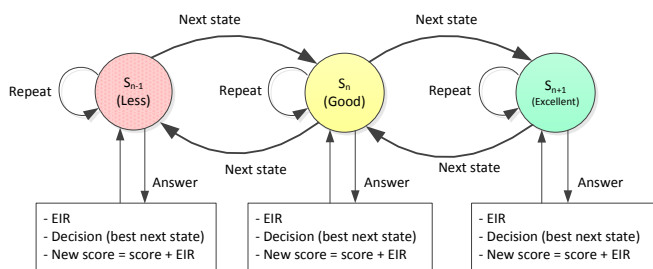 Next state
Next state
Repeat
Sn-1
(Less)
Repeat
Sn
(Good)
Repeat
Sn+1
(Excellent)
Next state
Next state
Answer
Answer
Answer
- EIR
- Decision (best next state)
- New score = score + EIR
- EIR
- Decision (best next state)
- New score = score + EIR
- EIR
- Decision (best next state)
- New score = score + EIR